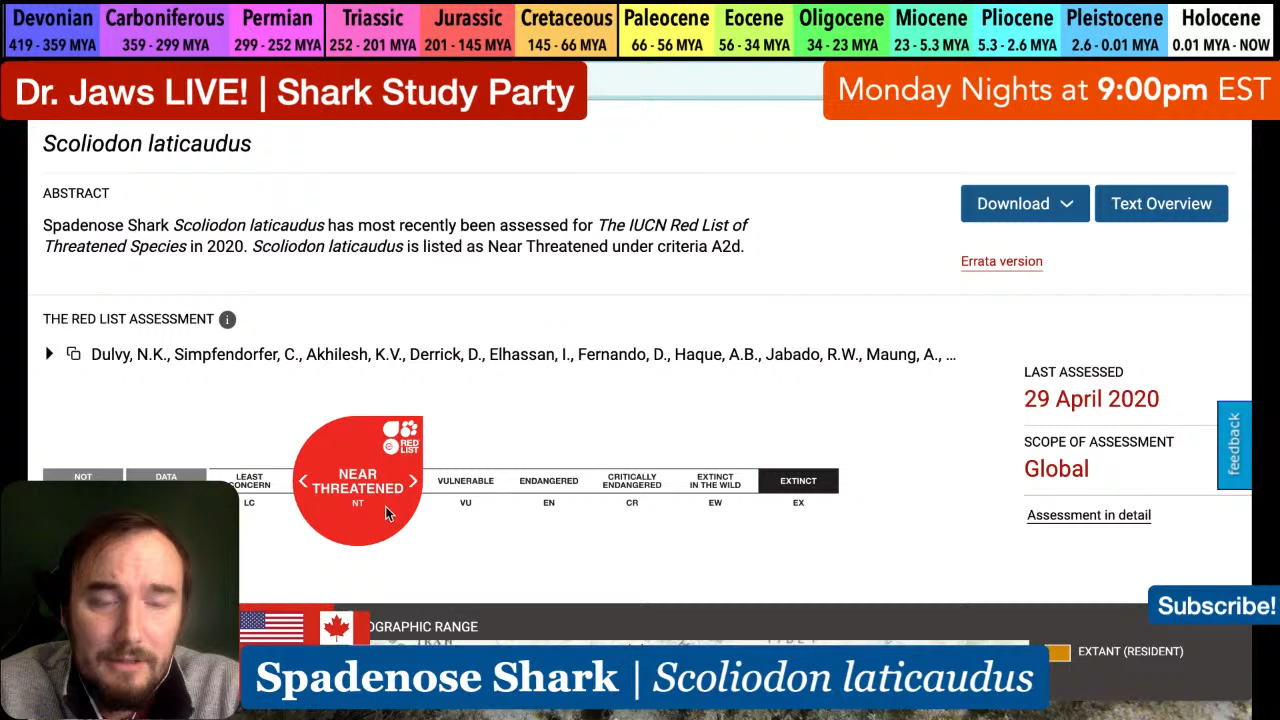 Devonian Carboniferous Permian Triassic Jurassic Cretaceous Paleocene Eocene Oligocene Miocene Pliocene Pleistocene Holocene
419 - 359 MYA 359 - 299 MYA 299 - 252 MYA 252 - 201 MYA 201 - 145 MYA 145 - 66 MYA 66 - 56 MYA 56 - 34 MYA 34 - 23 MYA 23 - 5.3 MYA 5.3 - 2.6 MYA 2.6 - 0.01 MYA 0.01 MYA - NOW
Dr. Jaws LIVE! | Shark Study Party
Monday Nights at 9:00pm EST
Scoliodon laticaudus
ABSTRACT
Spadenose Shark Scoliodon laticaudus has most recently been assessed for The IUCN Red List of
Threatened Species in 2020. Scoliodon laticaudus is listed as Near Threatened under criteria A2d.
Download
Text Overview
Errata version
THE RED LIST ASSESSMENT i
Dulvy, N.K., Simpfendorfer, C., Akhilesh, K.V., Derrick, D., Elhassan, I., Fernando, D., Haque, A.B., Jabado, R.W., Maung, A., ...
LAST ASSESSED
29 April 2020
SCOPE OF ASSESSMENT
Global
Assessment in detail
feedback
RED
LIST
NOT
DATA
LEAST
CONCERN
LC
< NEAR
THREATENED >
NT
VULNERABLE
VU
ENDANGERED
EN
CRITICALLY
ENDANGERED
CR
EXTINCT
IN THE WILD
EW
EXTINCT
EX
Subscribe!
OGRAPHIC RANGE
EXTANT (RESIDENT)
Spadenose Shark | Scoliodon laticaudus